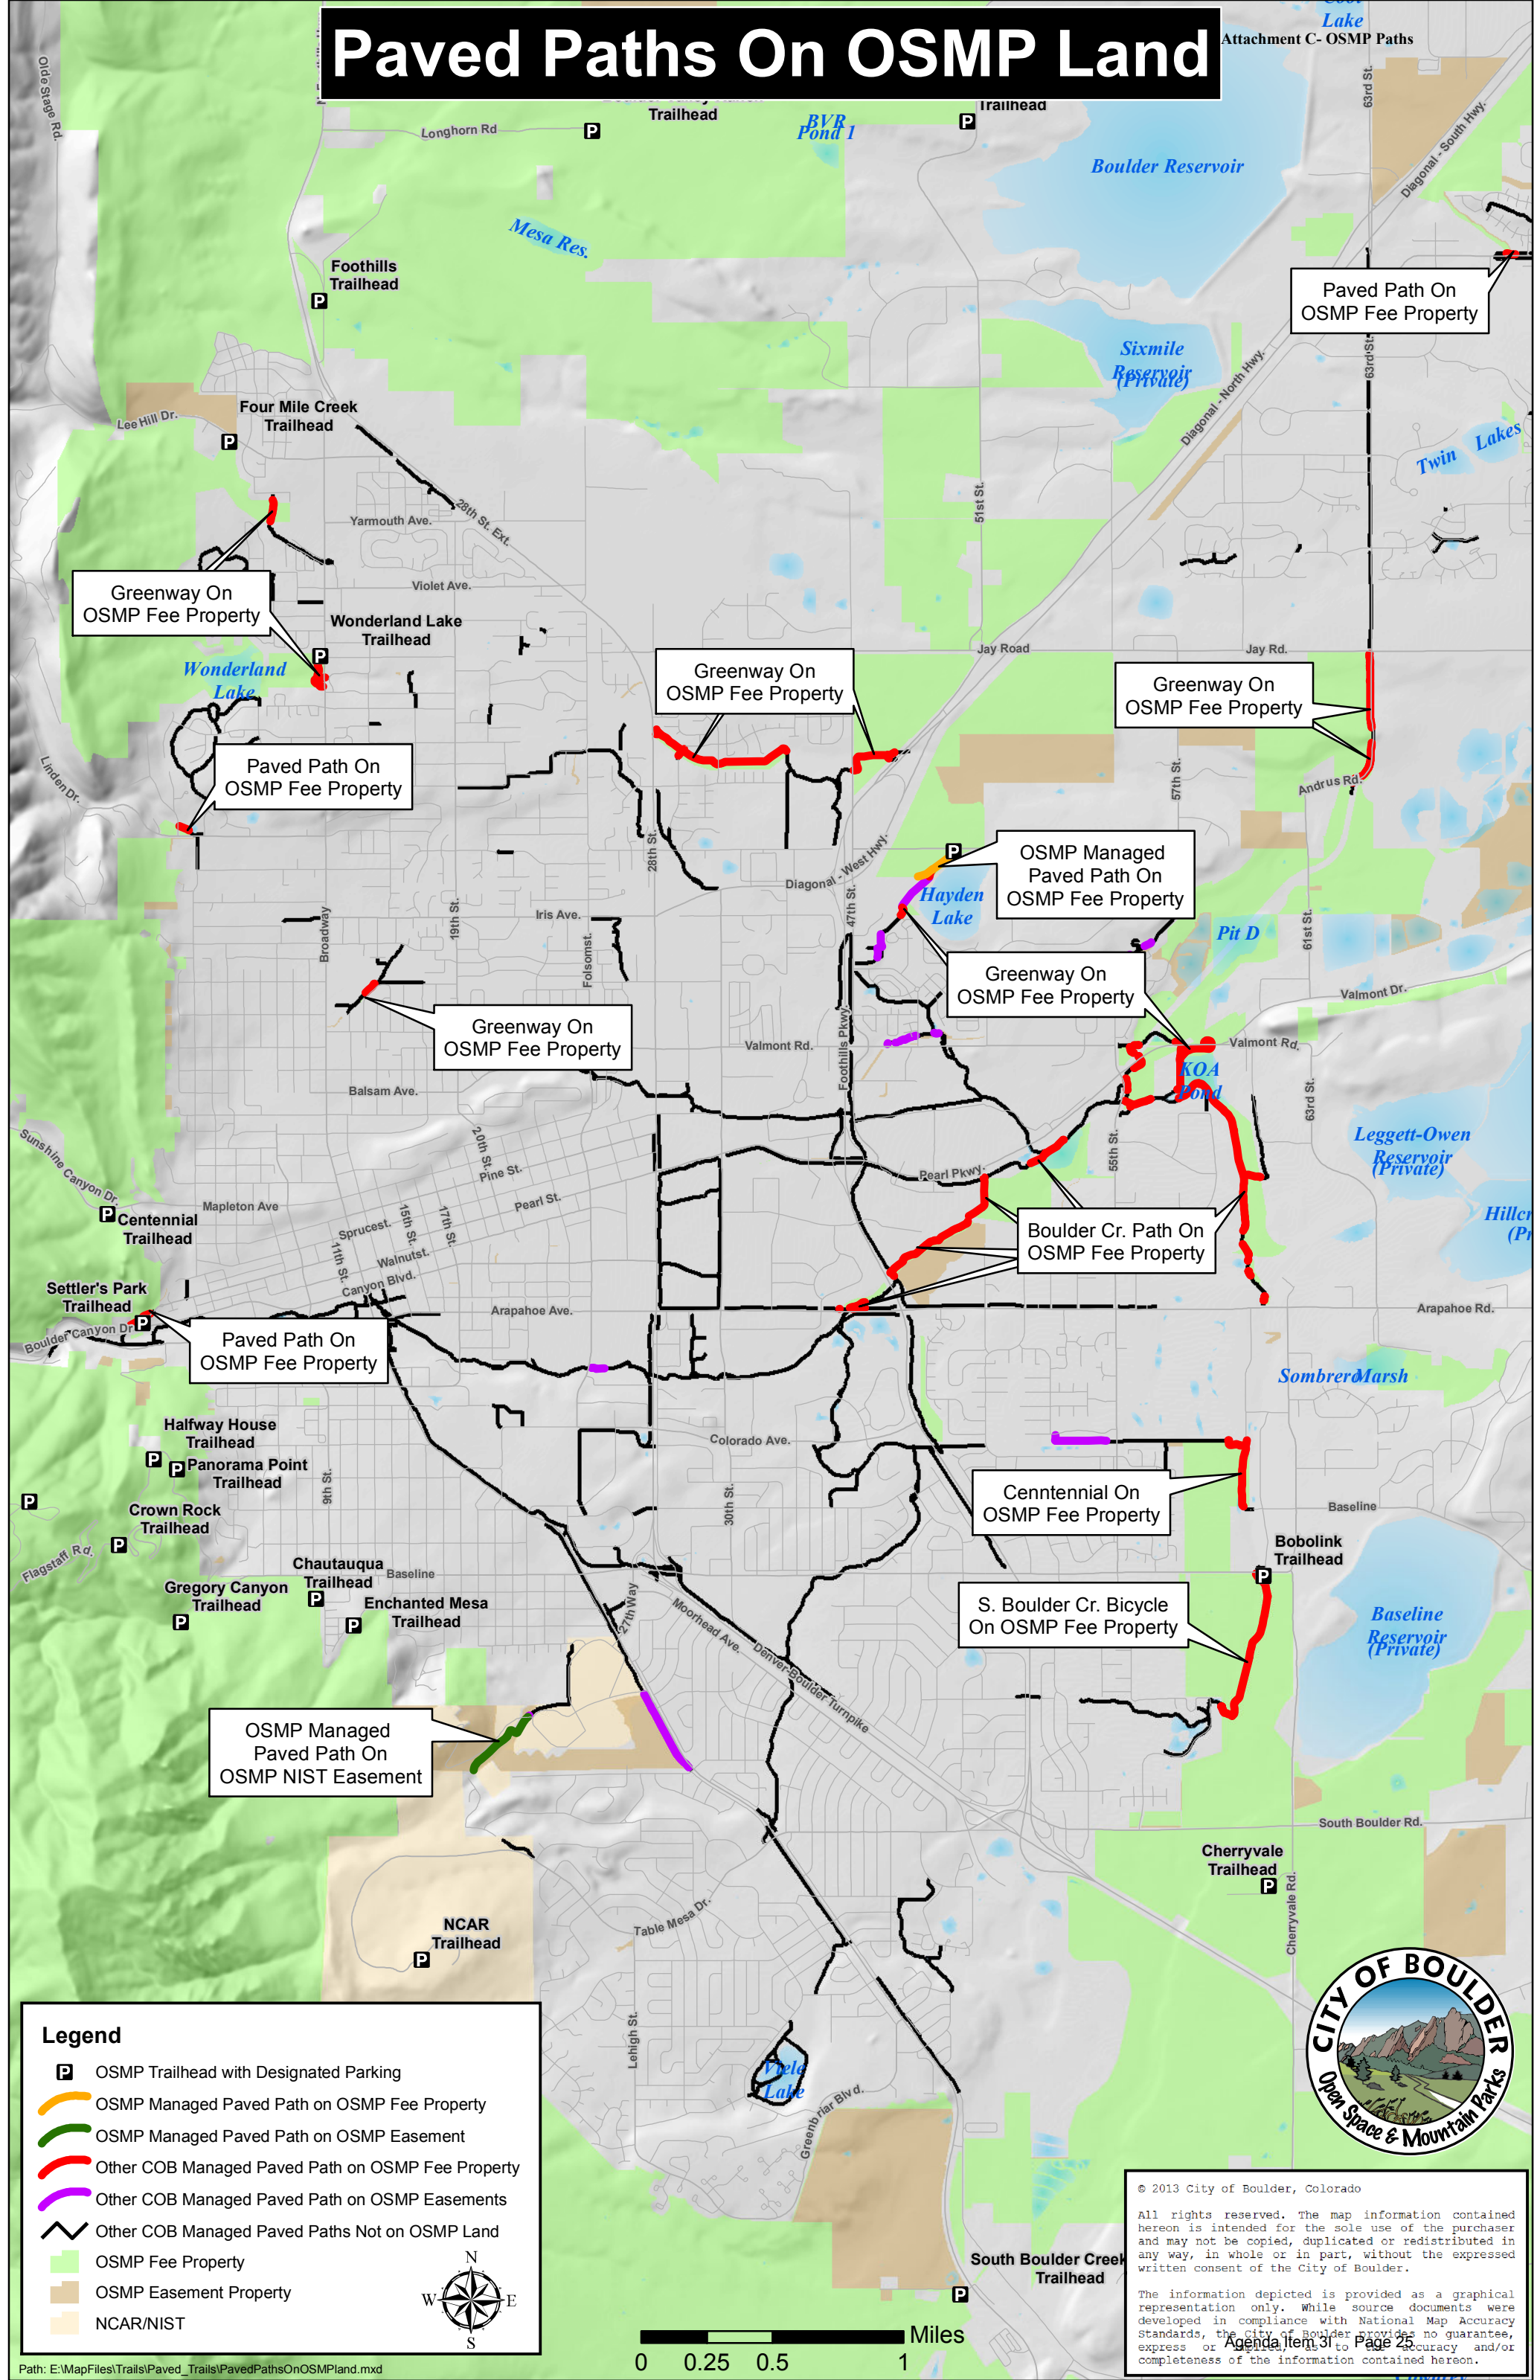 Paved Paths On OSMP Land
Lake
Attachment C- OSMP Paths
Olde Stage Rd.
63rd St.
Diagonal - South Hwy.
Trailhead
Longhorn Rd
BVR
Pond 1
Trailhead
Boulder Reservoir
Mesa Res.
Foothills
Trailhead
Paved Path On
OSMP Fee Property
Sixmile
Reservoir
(Private)
63rd St.
Diagonal - North Hwy.
Lee Hill Dr.
Four Mile Creek
Trailhead
Twin Lakes
28th St. Ext.
51st St.
Yarmouth Ave.
Greenway On
OSMP Fee Property
Violet Ave.
Wonderland Lake
Trailhead
Wonderland
Lake
Jay Road
Jay Rd.
Greenway On
OSMP Fee Property
Greenway On
OSMP Fee Property
Linden Dr.
Paved Path On
OSMP Fee Property
57th St.
Andrus Rd.
28th St.
Diagonal - West Hwy.
OSMP Managed
Paved Path On
OSMP Fee Property
Hayden
Lake
47th St.
Broadway
19th St.
Iris Ave.
Folsomst.
Pit D
61st St.
Greenway On
OSMP Fee Property
Valmont Dr.
Greenway On
OSMP Fee Property
Valmont Rd.
Foothills Pkwy.
Valmont Rd.
KOA
Pond
Balsam Ave.
63rd St.
Sunshine Canyon Dr.
20th St.
Pine St.
55th St.
Leggett-Owen
Reservoir
(Private)
Pearl Pkwy.
Mapleton Ave
Pearl St.
Centennial
Trailhead
Sprucest.
15th St.
17th St.
11th St.
Walnutst.
Canyon Blvd.
Boulder Cr. Path On
OSMP Fee Property
Settler's Park
Trailhead
Boulder Canyon Dr
Arapahoe Ave.
Arapahoe Rd.
Paved Path On
OSMP Fee Property
Sombrero Marsh
Halfway House
Trailhead
Colorado Ave.
Panorama Point
Trailhead
9th St.
30th St.
Cenntennial On
OSMP Fee Property
Baseline
Crown Rock
Trailhead
Flagstaff Rd.
Bobolink
Trailhead
Chautauqua
Trailhead
Baseline
Gregory Canyon
Trailhead
Enchanted Mesa
Trailhead
27th Way
Moorhead Ave.
S. Boulder Cr. Bicycle
On OSMP Fee Property
Baseline
Reservoir
(Private)
Denver-Boulder Turnpike
OSMP Managed
Paved Path On
OSMP NIST Easement
South Boulder Rd.
Cherryvale
Trailhead
Cherryvale Rd.
Table Mesa Dr.
NCAR
Trailhead
Lehigh St.
Viele
Lake
Greenbriar Blvd.
CITY OF BOULDER
Open Space & Mountain Parks
Legend
P OSMP Trailhead with Designated Parking
OSMP Managed Paved Path on OSMP Fee Property
OSMP Managed Paved Path on OSMP Easement
Other COB Managed Paved Path on OSMP Fee Property
Other COB Managed Paved Path on OSMP Easements
Other COB Managed Paved Paths Not on OSMP Land
OSMP Fee Property
OSMP Easement Property
NCAR/NIST
N
W E
S
South Boulder Creek
Trailhead
Miles
0 0.25 0.5 1
© 2013 City of Boulder, Colorado
All rights reserved. The map information contained
hereon is intended for the sole use of the purchaser
and may not be copied, duplicated or redistributed in
any way, in whole or in part, without the expressed
written consent of the City of Boulder.
The information depicted is provided as a graphical
representation only. While source documents were
developed in compliance with National Map Accuracy
Standards, the City of Boulder provides no guarantee,
express or implied, as to the accuracy and/or
completeness of the information contained hereon.
Agenda Item 3I Page 25
Path: E:\MapFiles\Trails\Paved_Trails\PavedPathsOnOSMPland.mxd